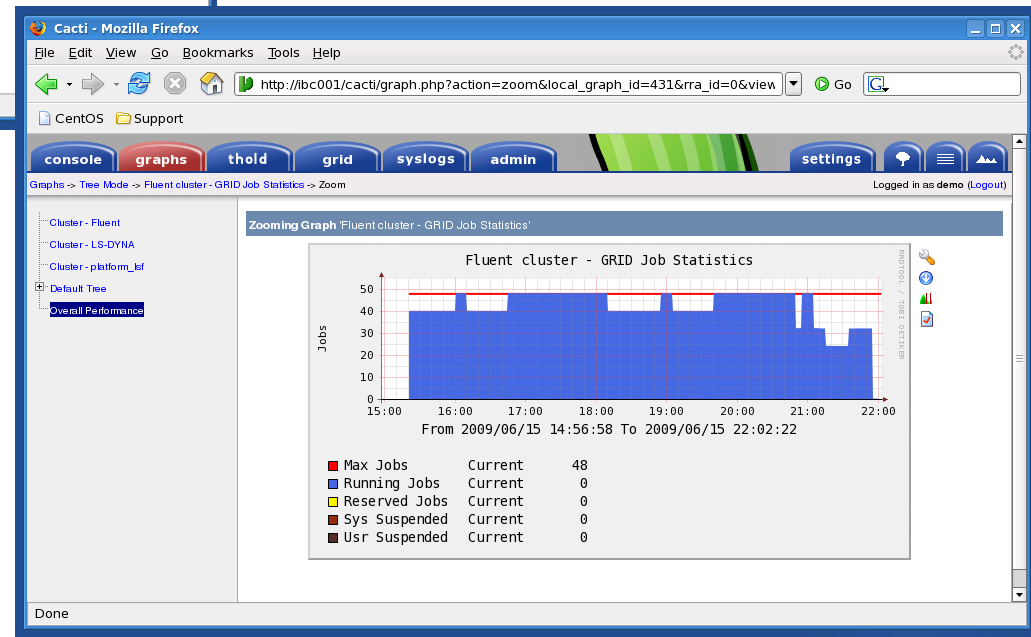 Cacti - Mozilla Firefox
File Edit View Go Bookmarks Tools Help
http://ibc001/cacti/graph.php?action=zoom&local_graph_id=431&rra_id=0&view Go G
CentOS Support
console graphs thold grid syslogs admin settings
Graphs -> Tree Mode -> Fluent cluster - GRID Job Statistics -> Zoom Logged in as demo (Logout)
Cluster - Fluent
Cluster - LS-DYNA
Cluster - platform_lsf
Default Tree
Overall Performance
Zooming Graph 'Fluent cluster - GRID Job Statistics'
Fluent cluster - GRID Job Statistics
RRDTOOL / TOBI OETIKER
Jobs
50
40
30
20
10
0
15:00 16:00 17:00 18:00 19:00 20:00 21:00 22:00
From 2009/06/15 14:56:58 To 2009/06/15 22:02:22
Max Jobs Current 48
Running Jobs Current 0
Reserved Jobs Current 0
Sys Suspended Current 0
Usr Suspended Current 0
Done